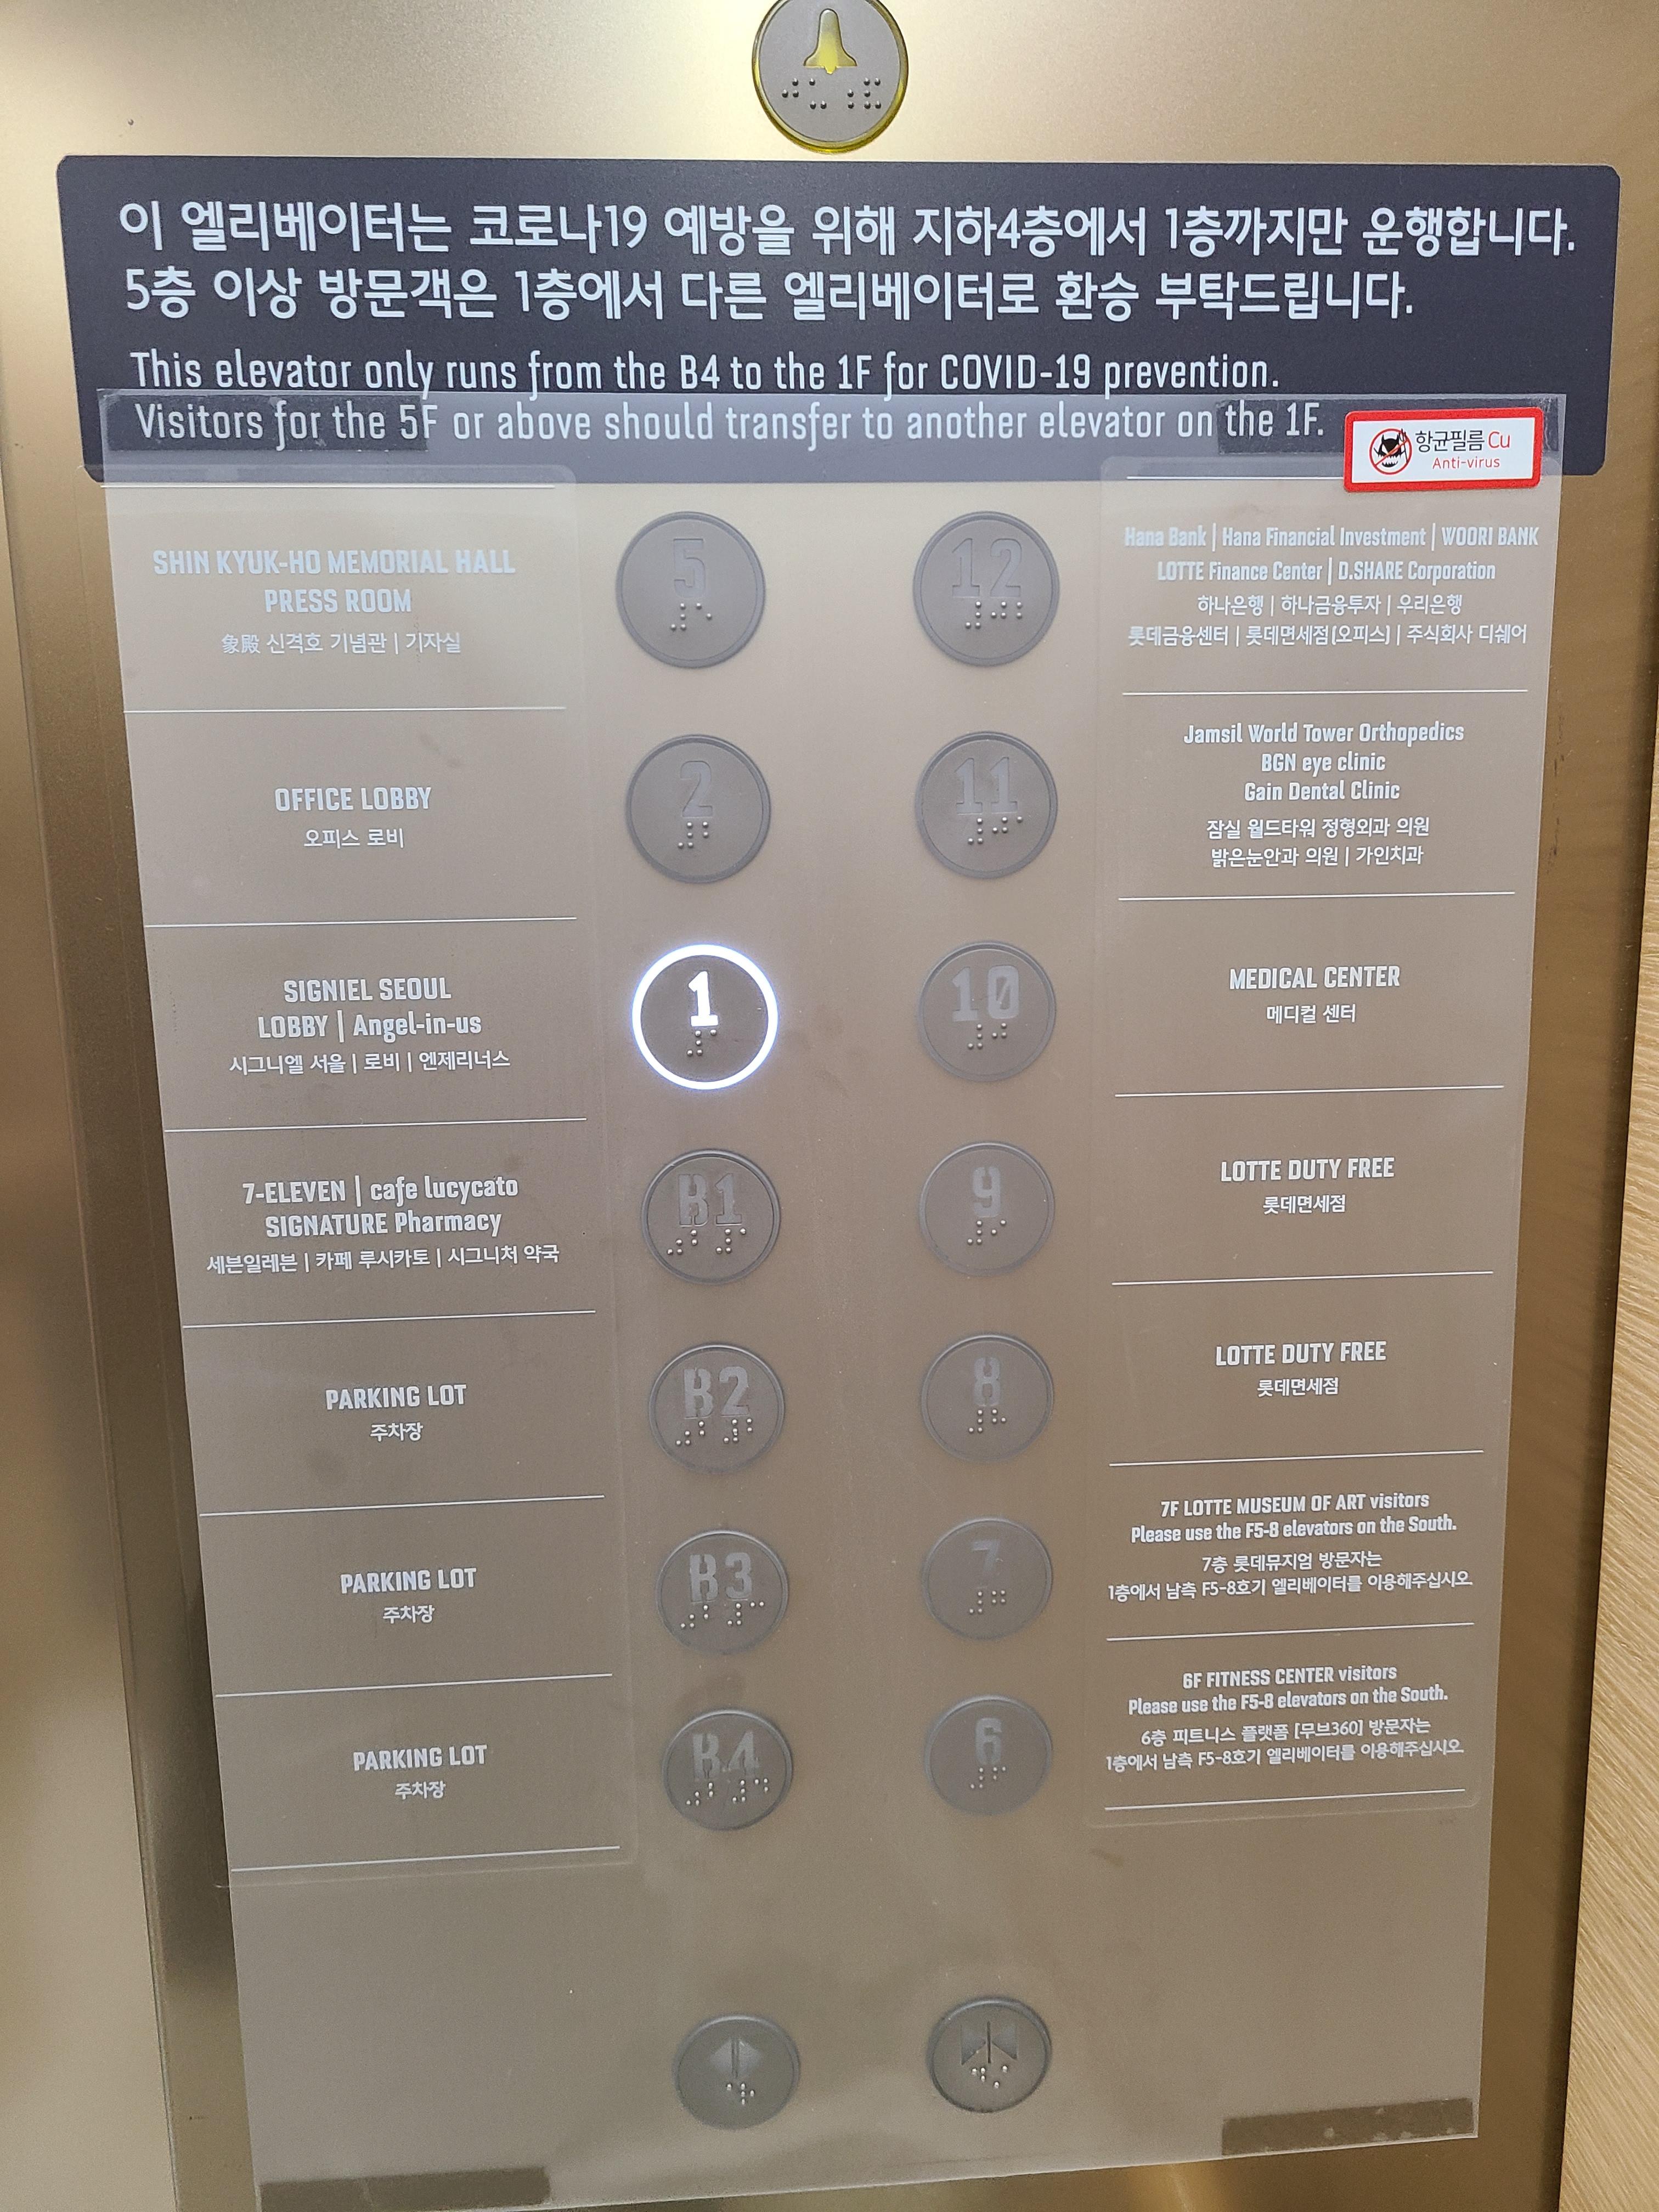 이 엘리베이터는 코로나19 예방을 위해 지하4층에서 1층까지만 운행합니다.
5층 이상 방문객은 1층에서 다른 엘리베이터로 환승 부탁드립니다.
This elevator only runs from the B4 to the 1F for COVID-19 prevention.
Visitors for the 5F or above should transfer to another elevator on the 1F.
항균필름 Cu
Anti-virus
SHIN KYUK-HO MEMORIAL HALL
PRESS ROOM
象殿 신격호 기념관 | 기자실
5
12
Hana Bank | Hana Financial Investment | WOORI BANK
LOTTE Finance Center | D.SHARE Corporation
하나은행 | 하나금융투자 | 우리은행
롯데금융센터 | 롯데면세점(오피스) | 주식회사 디쉐어
OFFICE LOBBY
오피스 로비
2
11
Jamsil World Tower Orthopedics
BGN eye clinic
Gain Dental Clinic
잠실 월드타워 정형외과 의원
밝은눈안과 의원 | 가인치과
SIGNIEL SEOUL
LOBBY | Angel-in-us
시그니엘 서울 | 로비 | 엔제리너스
1
10
MEDICAL CENTER
메디컬 센터
7-ELEVEN | cafe lucycato
SIGNATURE Pharmacy
세븐일레븐 | 카페 루시카토 | 시그니처 약국
B1
9
LOTTE DUTY FREE
롯데면세점
PARKING LOT
주차장
B2
8
LOTTE DUTY FREE
롯데면세점
PARKING LOT
주차장
B3
7
7F LOTTE MUSEUM OF ART visitors
Please use the F5-8 elevators on the South.
7층 롯데뮤지엄 방문자는
1층에서 남측 F5-8호기 엘리베이터를 이용해주십시오
PARKING LOT
주차장
B4
6
6F FITNESS CENTER visitors
Please use the F5-8 elevators on the South.
6층 피트니스 플랫폼 [무브360] 방문자는
1층에서 남측 F5-8호기 엘리베이터를 이용해주십시오